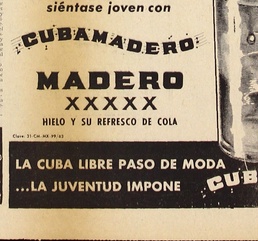 siéntase joven con
CUBAMADERO
MADERO
XXXXX
HIELO Y SU REFRESCO DE COLA
LA CUBA LIBRE PASO DE MODA
...LA JUVENTUD IMPONE
CUB